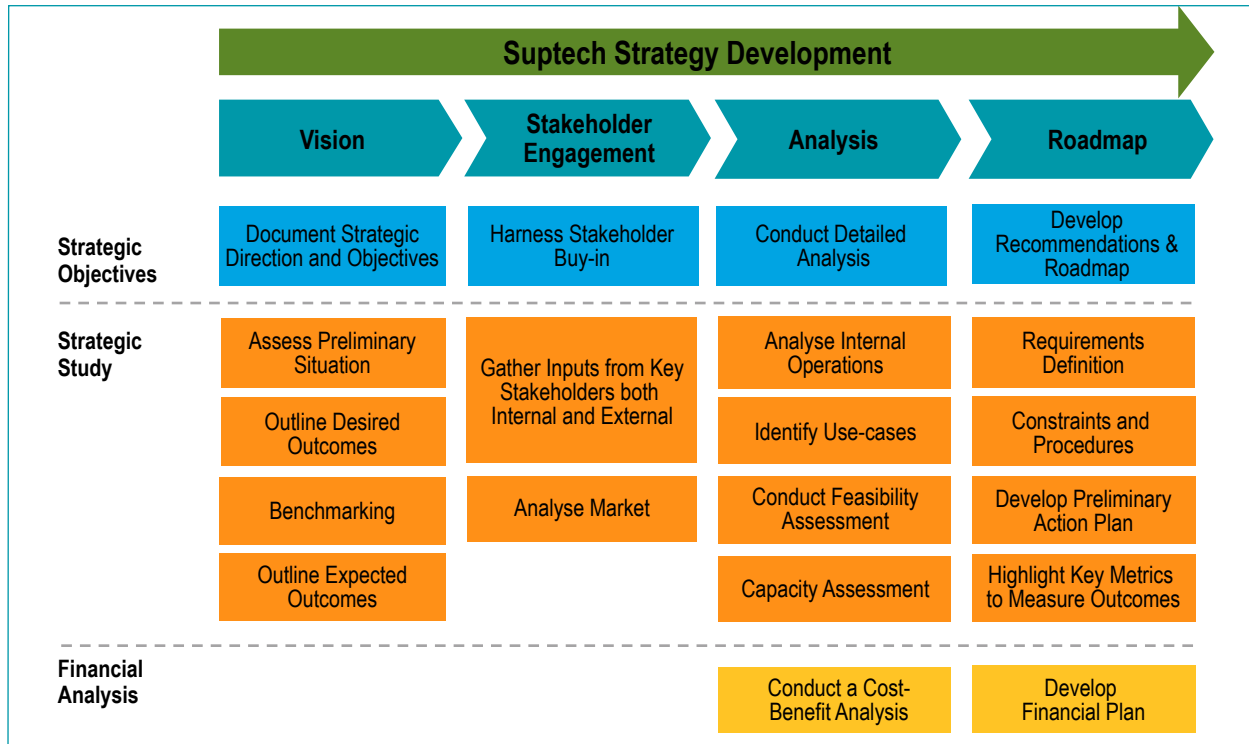 Suptech Strategy Development
Vision
Stakeholder
Engagement
Analysis
Roadmap
Strategic
Objectives
Document Strategic
Direction and Objectives
Harness Stakeholder
Buy-in
Conduct Detailed
Analysis
Develop
Recommendations &
Roadmap
Strategic
Study
Assess Preliminary
Situation
Outline Desired
Outcomes
Benchmarking
Outline Expected
Outcomes
Gather Inputs from Key
Stakeholders both
Internal and External
Analyse Market
Analyse Internal
Operations
Identify Use-cases
Conduct Feasibility
Assessment
Capacity Assessment
Requirements
Definition
Constraints and
Procedures
Develop Preliminary
Action Plan
Highlight Key Metrics
to Measure Outcomes
Financial
Analysis
Conduct a Cost-
Benefit Analysis
Develop
Financial Plan